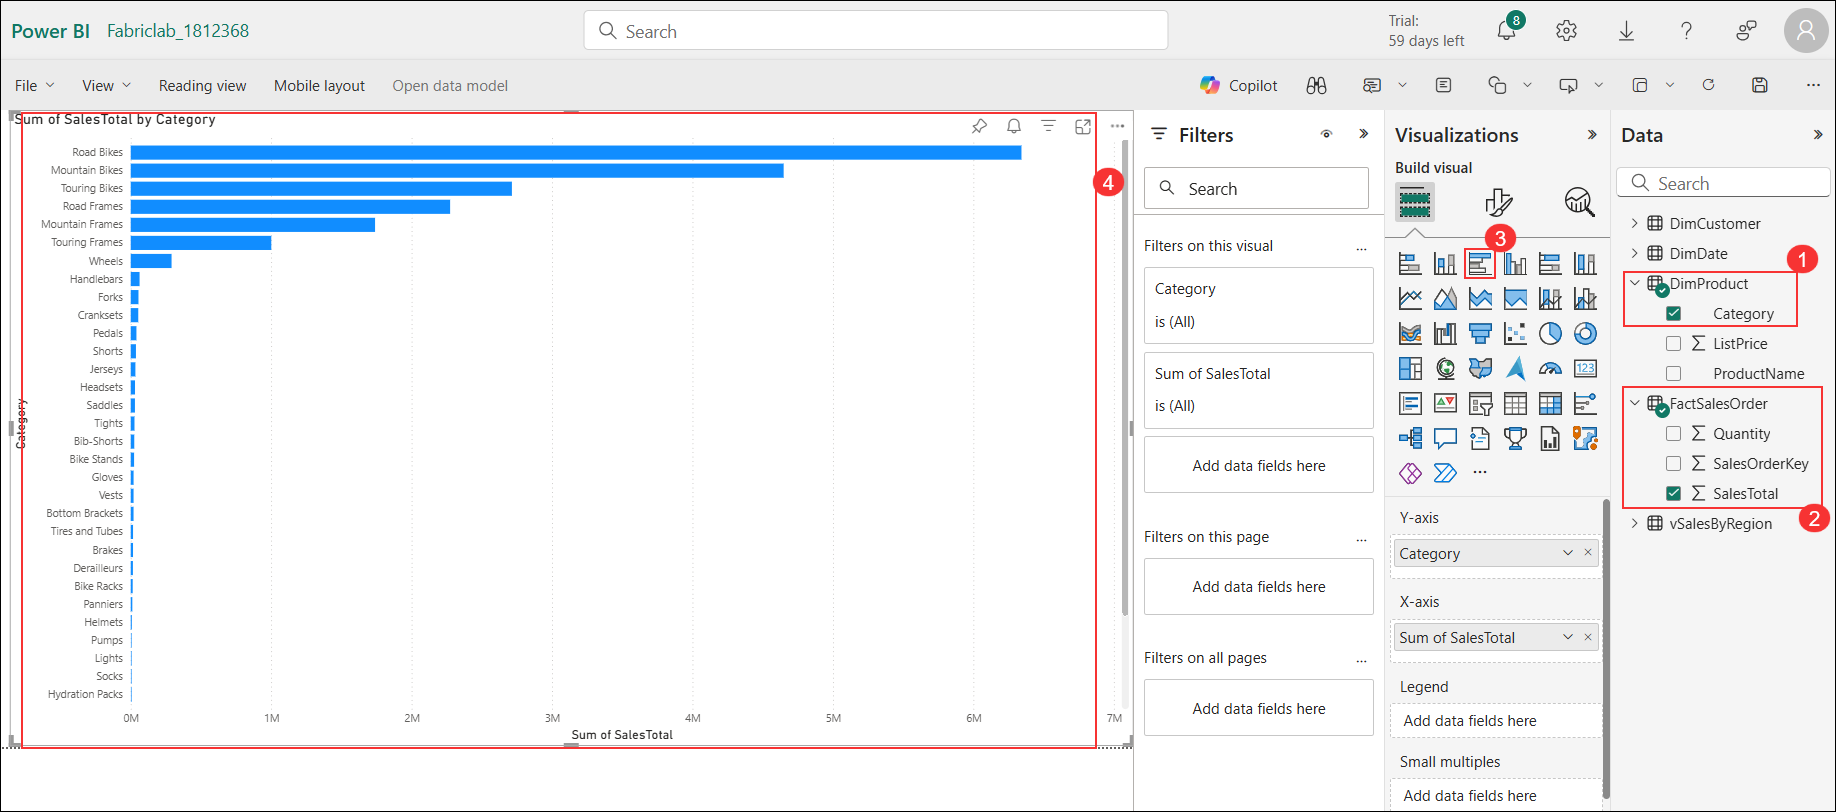 Power BI Fabriclab_1812368
Search
Trial:
59 days left
8
File
View
Reading view
Mobile layout
Open data model
Copilot
Sum of SalesTotal by Category
Category
Road Bikes
Mountain Bikes
Touring Bikes
Road Frames
Mountain Frames
Touring Frames
Wheels
Handlebars
Forks
Cranksets
Pedals
Shorts
Jerseys
Headsets
Saddles
Tights
Bib-Shorts
Bike Stands
Gloves
Vests
Bottom Brackets
Tires and Tubes
Brakes
Derailleurs
Bike Racks
Panniers
Helmets
Pumps
Lights
Socks
Hydration Packs
0M 1M 2M 3M 4M 5M 6M 7M
Sum of SalesTotal
4
Filters
Search
Filters on this visual
...
Category
is (All)
Sum of SalesTotal
is (All)
Add data fields here
Filters on this page
...
Add data fields here
Filters on all pages
...
Add data fields here
Visualizations
Build visual
3
123
...
Y-axis
Category
X-axis
Sum of SalesTotal
Legend
Add data fields here
Small multiples
Add data fields here
Data
Search
DimCustomer
DimDate
1
DimProduct
Category
∑ ListPrice
ProductName
FactSalesOrder
∑ Quantity
∑ SalesOrderKey
∑ SalesTotal
2
vSalesByRegion